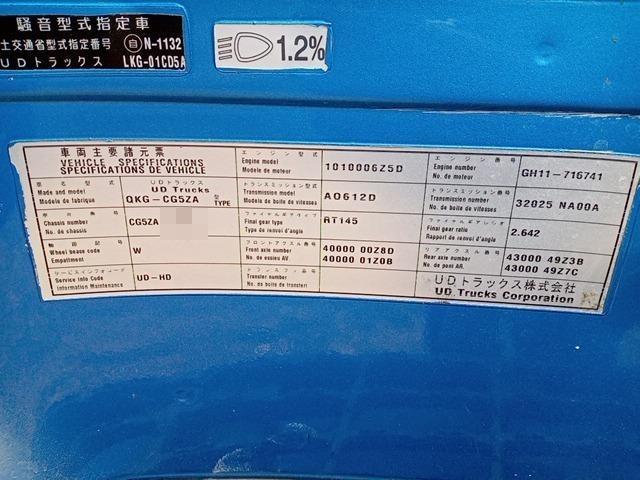 騒音型式指定車
土交通省型式指定番号 自 N-1132
UDトラックス LKG-01CD5A
1.2%
車両主要諸元票
VEHICLE SPECIFICATIONS
SPECIFICATIONS DE VEHICLE
エンジン型式
Engine model
Modele de moteur
1010006Z5D
エンジン番号
Engine number
No. de moteur
GH11-716741
車名型式
Made and model
Modele de fabrique
UDトラックス
UD Trucks
QKG-CG5ZA 型 TYPE
トランスミッション型式
Transmission model
Modele de boite de vitesses
AO612D
トランスミッション番号
Transmission number
No. de boite de vitesses
32025 NA00A
車台番号
Chassis number
No. de chassis
CG5ZA
ファイナルギヤタイプ
Final gear type
Type de renvoi d'angle
RT145
ファイナルギヤレシオ
Final gear ratio
Rapport de renvoi d'angle
2.642
軸距記号
Wheel base code
Empattement
W
フロントアクスル番号
Front axle number
No. de essieu AV
40000 00Z8D
40000 01Z0B
リアアクスル番号
Rear axle number
No. de pont AR.
43000 49Z3B
43000 49Z7C
サービスインフォコード
Service info Code
Information Maintenance
UD-HD
トランスファ番号
Transfer number
No de boite de transfert
UDトラックス株式会社
UD Trucks Corporation